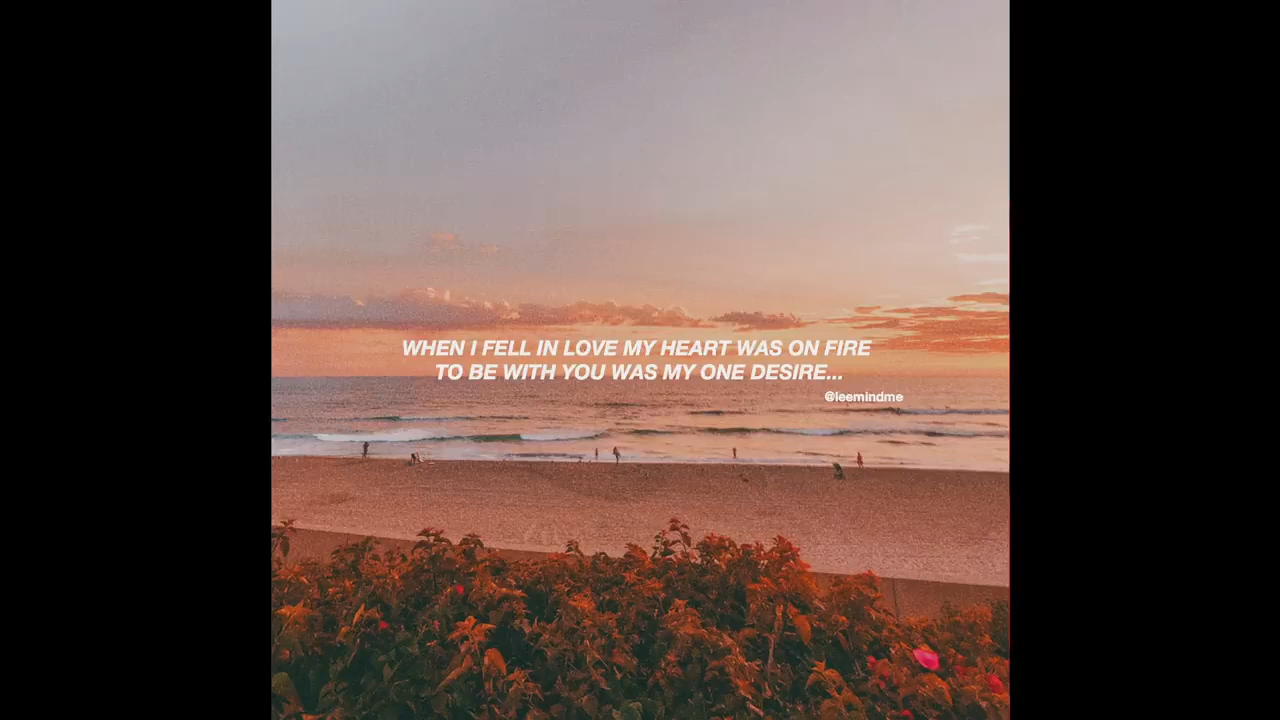 WHEN I FELL IN LOVE MY HEART WAS ON FIRE
TO BE WITH YOU WAS MY ONE DESIRE...
@leemindme